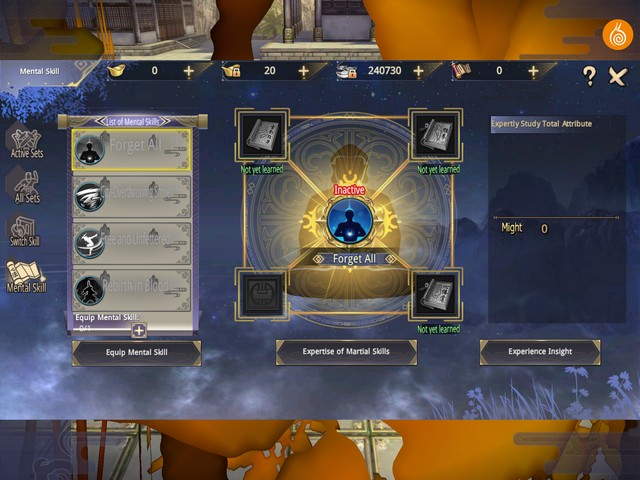 Mental Skill
0
20
240730
0
List of Mental Skills
Active Sets
All Sets
Switch Skill
Mental Skill
Forget All
Rebirth in Blood
Equip Mental Skill:
0/1
Not yet learned
Not yet learned
Inactive
Forget All
Not yet learned
Expertly Study Total Attribute
Might 0
Equip Mental Skill
Expertise of Martial Skills
Experience Insight